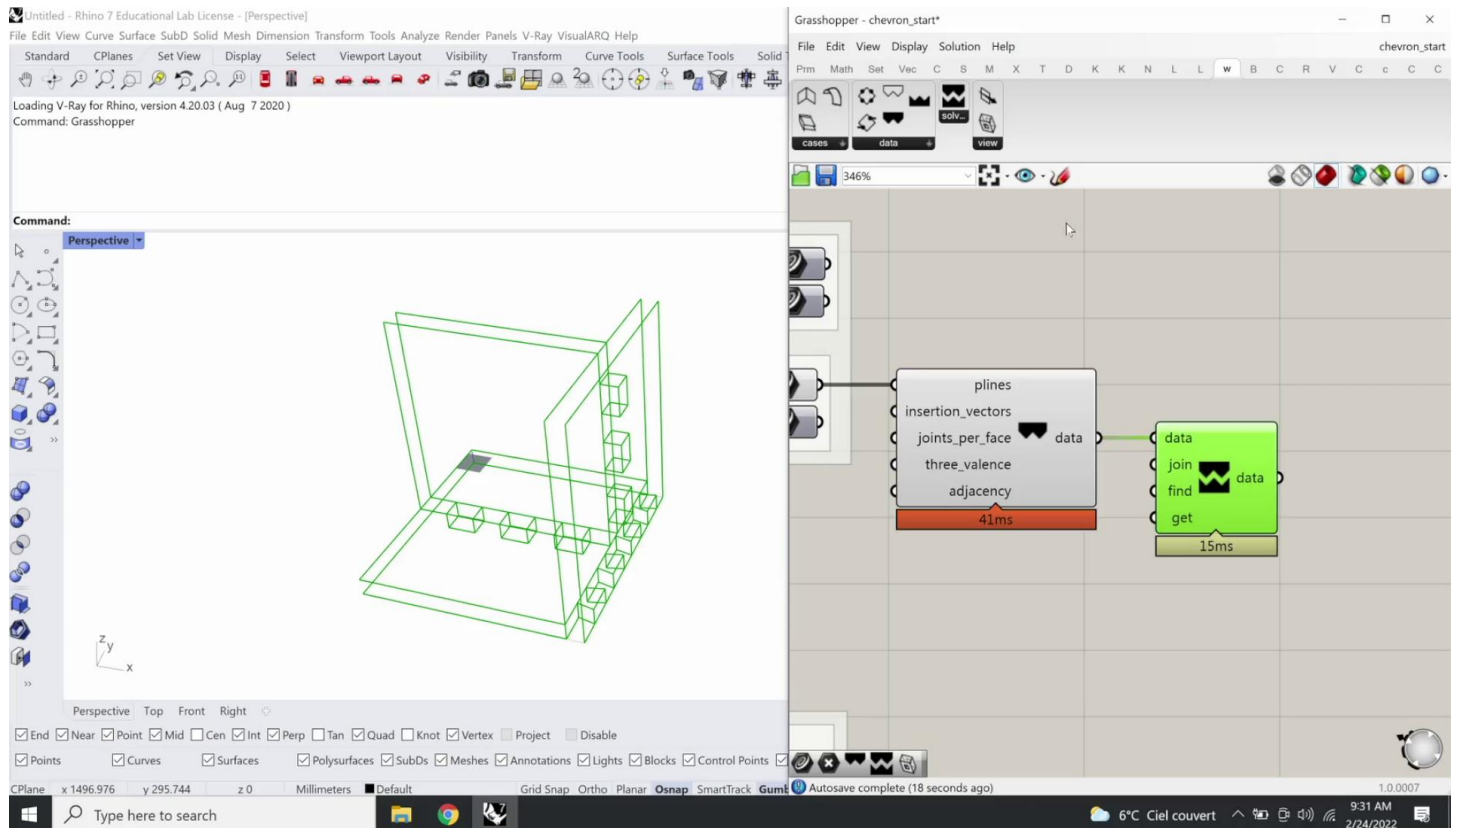 Untitled - Rhino 7 Educational Lab License - [Perspective]
File Edit View Curve Surface SubD Solid Mesh Dimension Transform Tools Analyze Render Panels V-Ray VisualARQ Help
Standard CPlanes Set View Display Select Viewport Layout Visibility Transform Curve Tools Surface Tools Solid
Loading V-Ray for Rhino, version 4.20.03 ( Aug 7 2020 )
Command: Grasshopper
Command:
Perspective
z
y
x
Perspective Top Front Right
End Near Point Mid Cen Int Perp Tan Quad Knot Vertex Project Disable
Points Curves Surfaces Polysurfaces SubDs Meshes Annotations Lights Blocks Control Points
CPlane x 1496.976 y 295.744 z 0 Millimeters Default Grid Snap Ortho Planar Osnap SmartTrack Gumb
Grasshopper - chevron_start*
File Edit View Display Solution Help chevron_start
Prm Math Set Vec C S M X T D K K N L L w B C R V C c C C
solv...
cases data view
346%
plines
insertion_vectors
joints_per_face data
three_valence
adjacency
41ms
data
join
find data
get
15ms
Autosave complete (18 seconds ago) 1.0.0007
Type here to search
6°C Ciel couvert
9:31 AM
2/24/2022